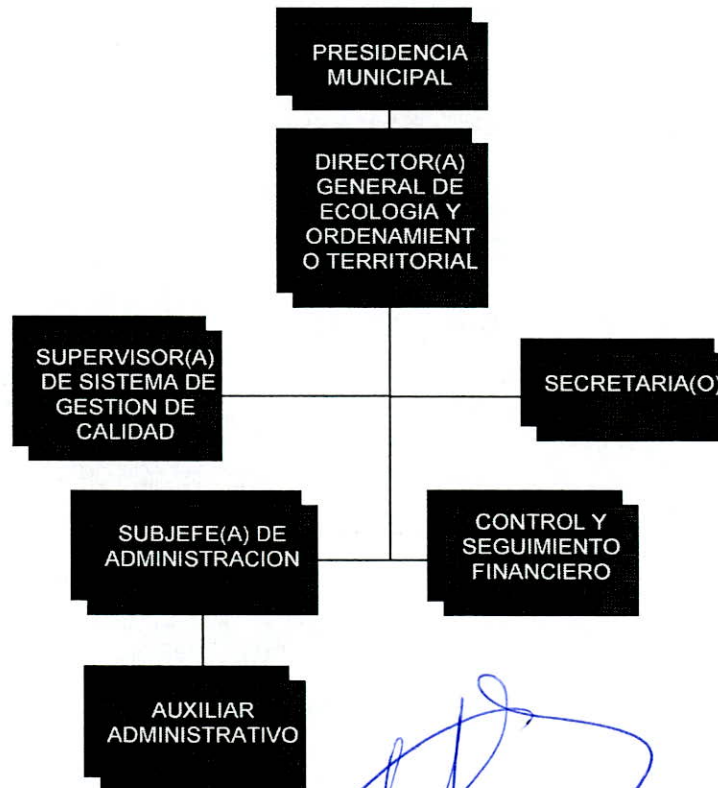 PRESIDENCIA
MUNICIPAL
DIRECTOR(A)
GENERAL DE
ECOLOGIA Y
ORDENAMIENT
O TERRITORIAL
SUPERVISOR(A)
DE SISTEMA DE
GESTION DE
CALIDAD
SECRETARIA(O)
SUBJEFE(A) DE
ADMINISTRACION
CONTROL Y
SEGUIMIENTO
FINANCIERO
AUXILIAR
ADMINISTRATIVO